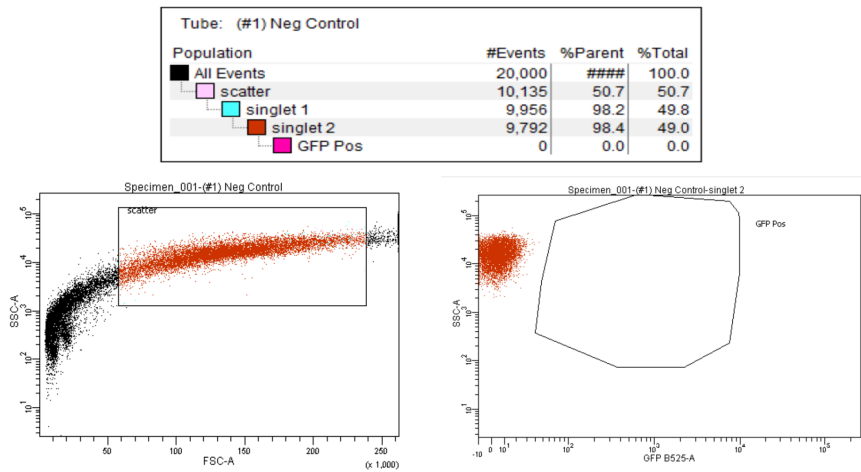 Tube: (#1) Neg Control
Population #Events %Parent %Total
All Events 20,000 #### 100.0
scatter 10,135 50.7 50.7
singlet 1 9,956 98.2 49.8
singlet 2 9,792 98.4 49.0
GFP Pos 0 0.0 0.0
Specimen_001-(#1) Neg Control
scatter
SSC-A
10^5
10^4
10^3
10^2
10^1
50 100 150 200 250
FSC-A
(x 1,000)
Specimen_001-(#1) Neg Control-singlet 2
GFP Pos
SSC-A
10^5
10^4
10^3
10^2
10^1
-10 0 10^1 10^2 10^3 10^4 10^5
GFP B525-A